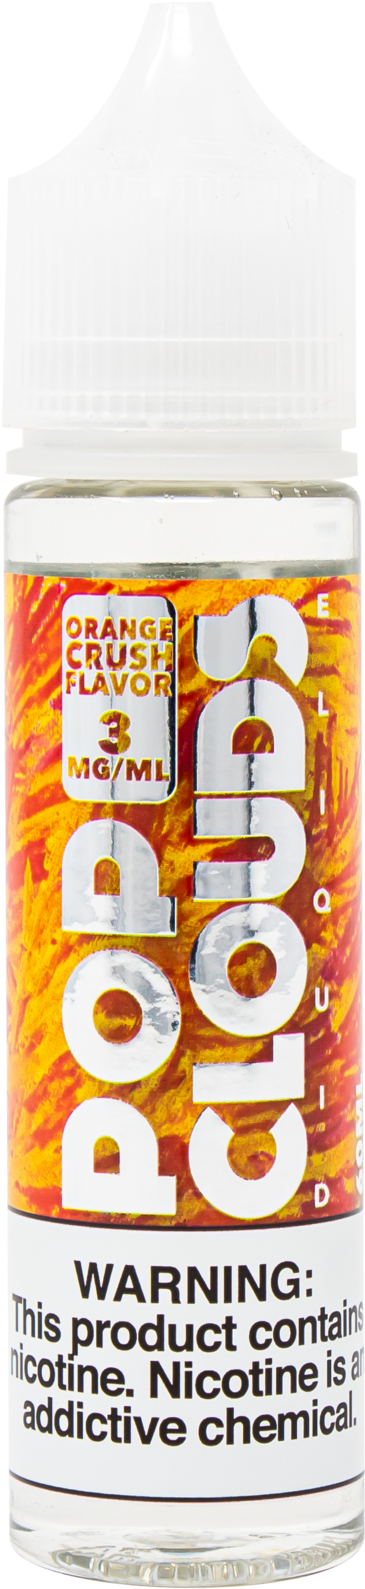 ORANGE
CRUSH
FLAVOR
3
MG/ML
POP
CLOUDS
E LIQUID
60ML
WARNING:
This product contains
nicotine. Nicotine is an
addictive chemical.